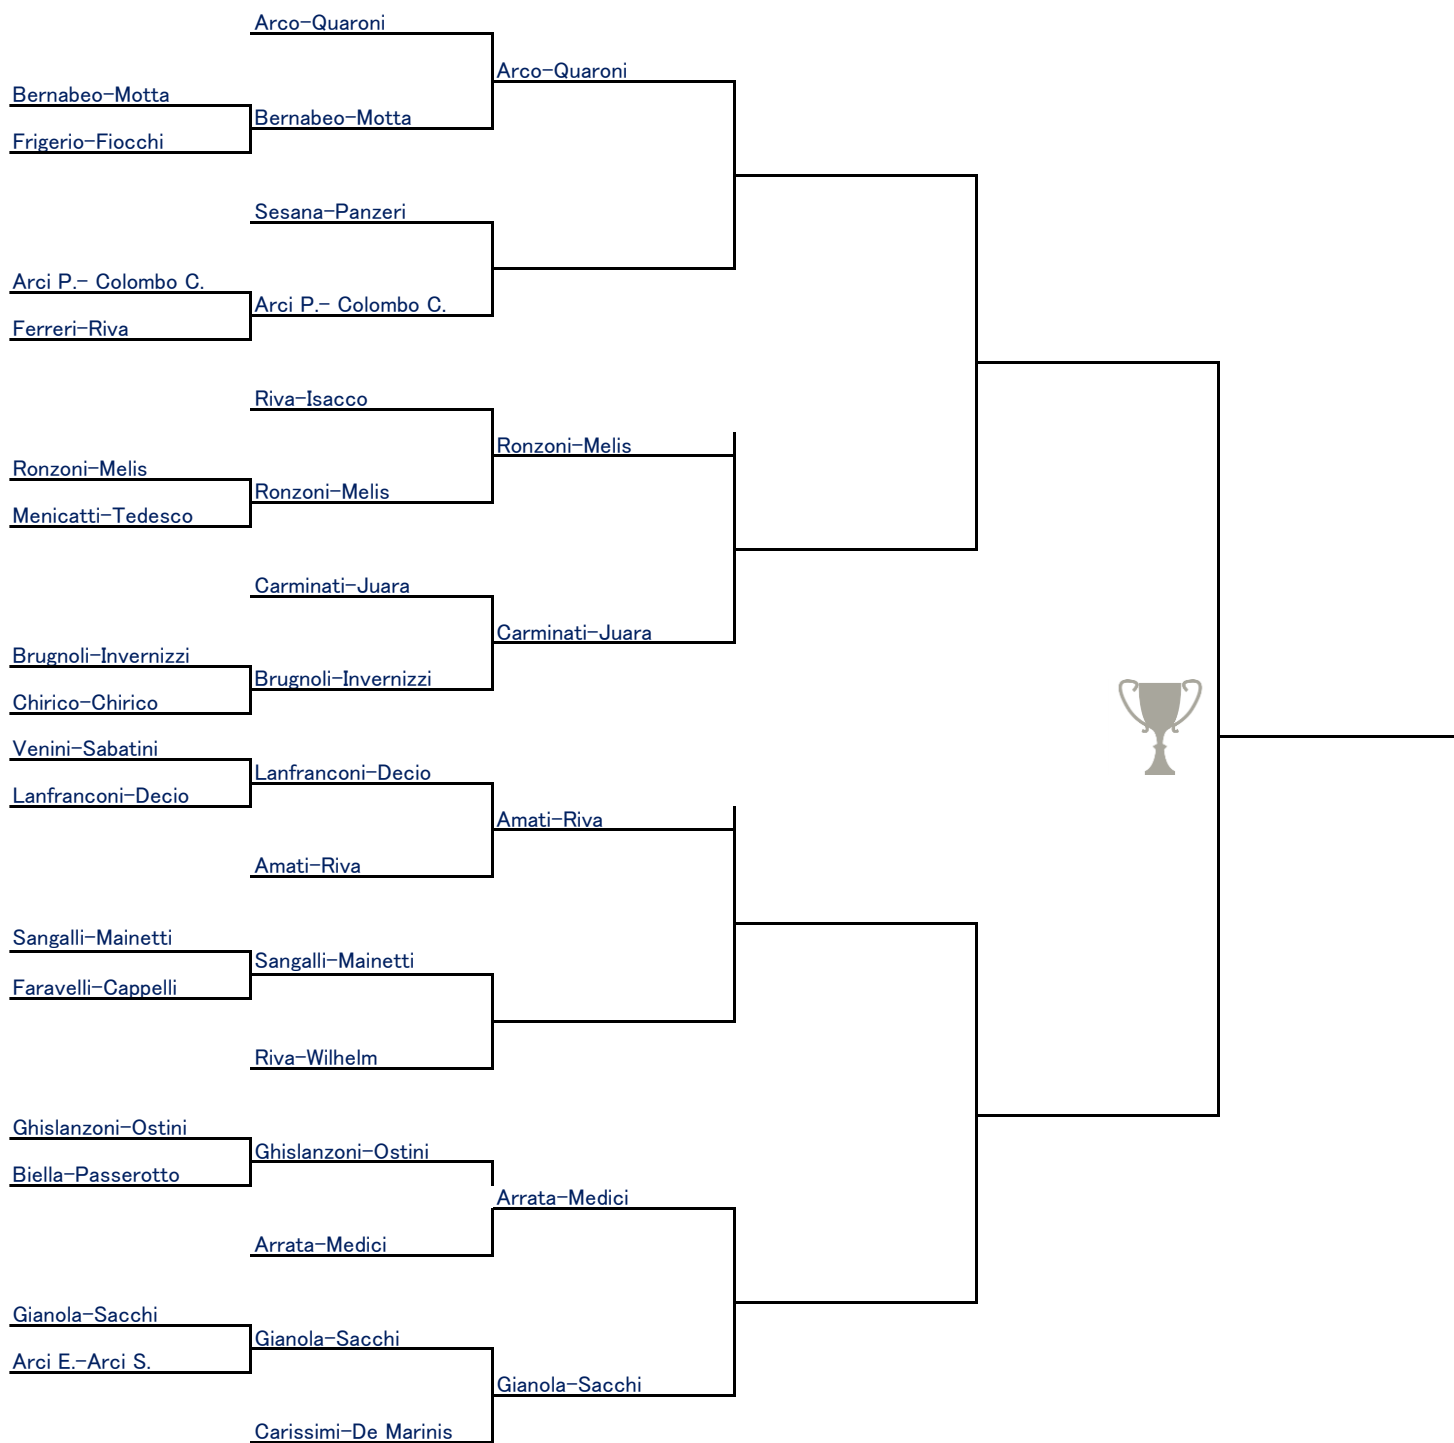 Arco-Quaroni
Arco-Quaroni
Bernabeo-Motta
Bernabeo-Motta
Frigerio-Fiocchi
Sesana-Panzeri
Arci P.- Colombo C.
Arci P.- Colombo C.
Ferreri-Riva
Riva-Isacco
Ronzoni-Melis
Ronzoni-Melis
Ronzoni-Melis
Menicatti-Tedesco
Carminati-Juara
Carminati-Juara
Brugnoli-Invernizzi
Brugnoli-Invernizzi
Chirico-Chirico
Venini-Sabatini
Lanfranconi-Decio
Lanfranconi-Decio
Amati-Riva
Amati-Riva
Sangalli-Mainetti
Sangalli-Mainetti
Faravelli-Cappelli
Riva-Wilhelm
Ghislanzoni-Ostini
Ghislanzoni-Ostini
Biella-Passerotto
Arrata-Medici
Arrata-Medici
Gianola-Sacchi
Gianola-Sacchi
Arci E.-Arci S.
Gianola-Sacchi
Carissimi-De Marinis